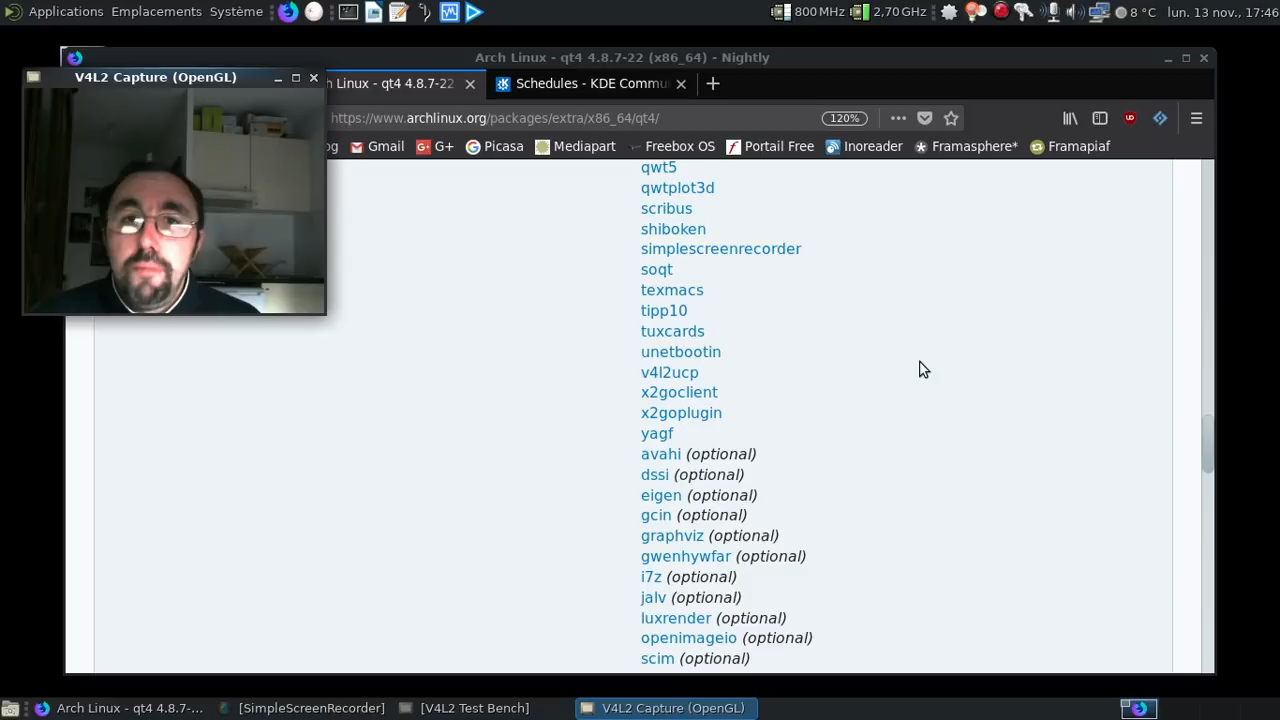 Applications Emplacements Système 800 MHz 2,70 GHz 8 °C lun. 13 nov., 17:46
Arch Linux - qt4 4.8.7-22 (x86_64) - Nightly
V4L2 Capture (OpenGL)
h Linux - qt4 4.8.7-22 Schedules - KDE Commu
https://www.archlinux.org/packages/extra/x86_64/qt4/ 120%
og Gmail G+ Picasa Mediapart Freebox OS Portail Free Inoreader Framasphere* Framapiaf
qwt5
qwtplot3d
scribus
shiboken
simplescreenrecorder
soqt
texmacs
tipp10
tuxcards
unetbootin
v4l2ucp
x2goclient
x2goplugin
yagf
avahi (optional)
dssi (optional)
eigen (optional)
gcin (optional)
graphviz (optional)
gwenhywfar (optional)
i7z (optional)
jalv (optional)
luxrender (optional)
openimageio (optional)
scim (optional)
Arch Linux - qt4 4.8.7-... [SimpleScreenRecorder] [V4L2 Test Bench] V4L2 Capture (OpenGL)